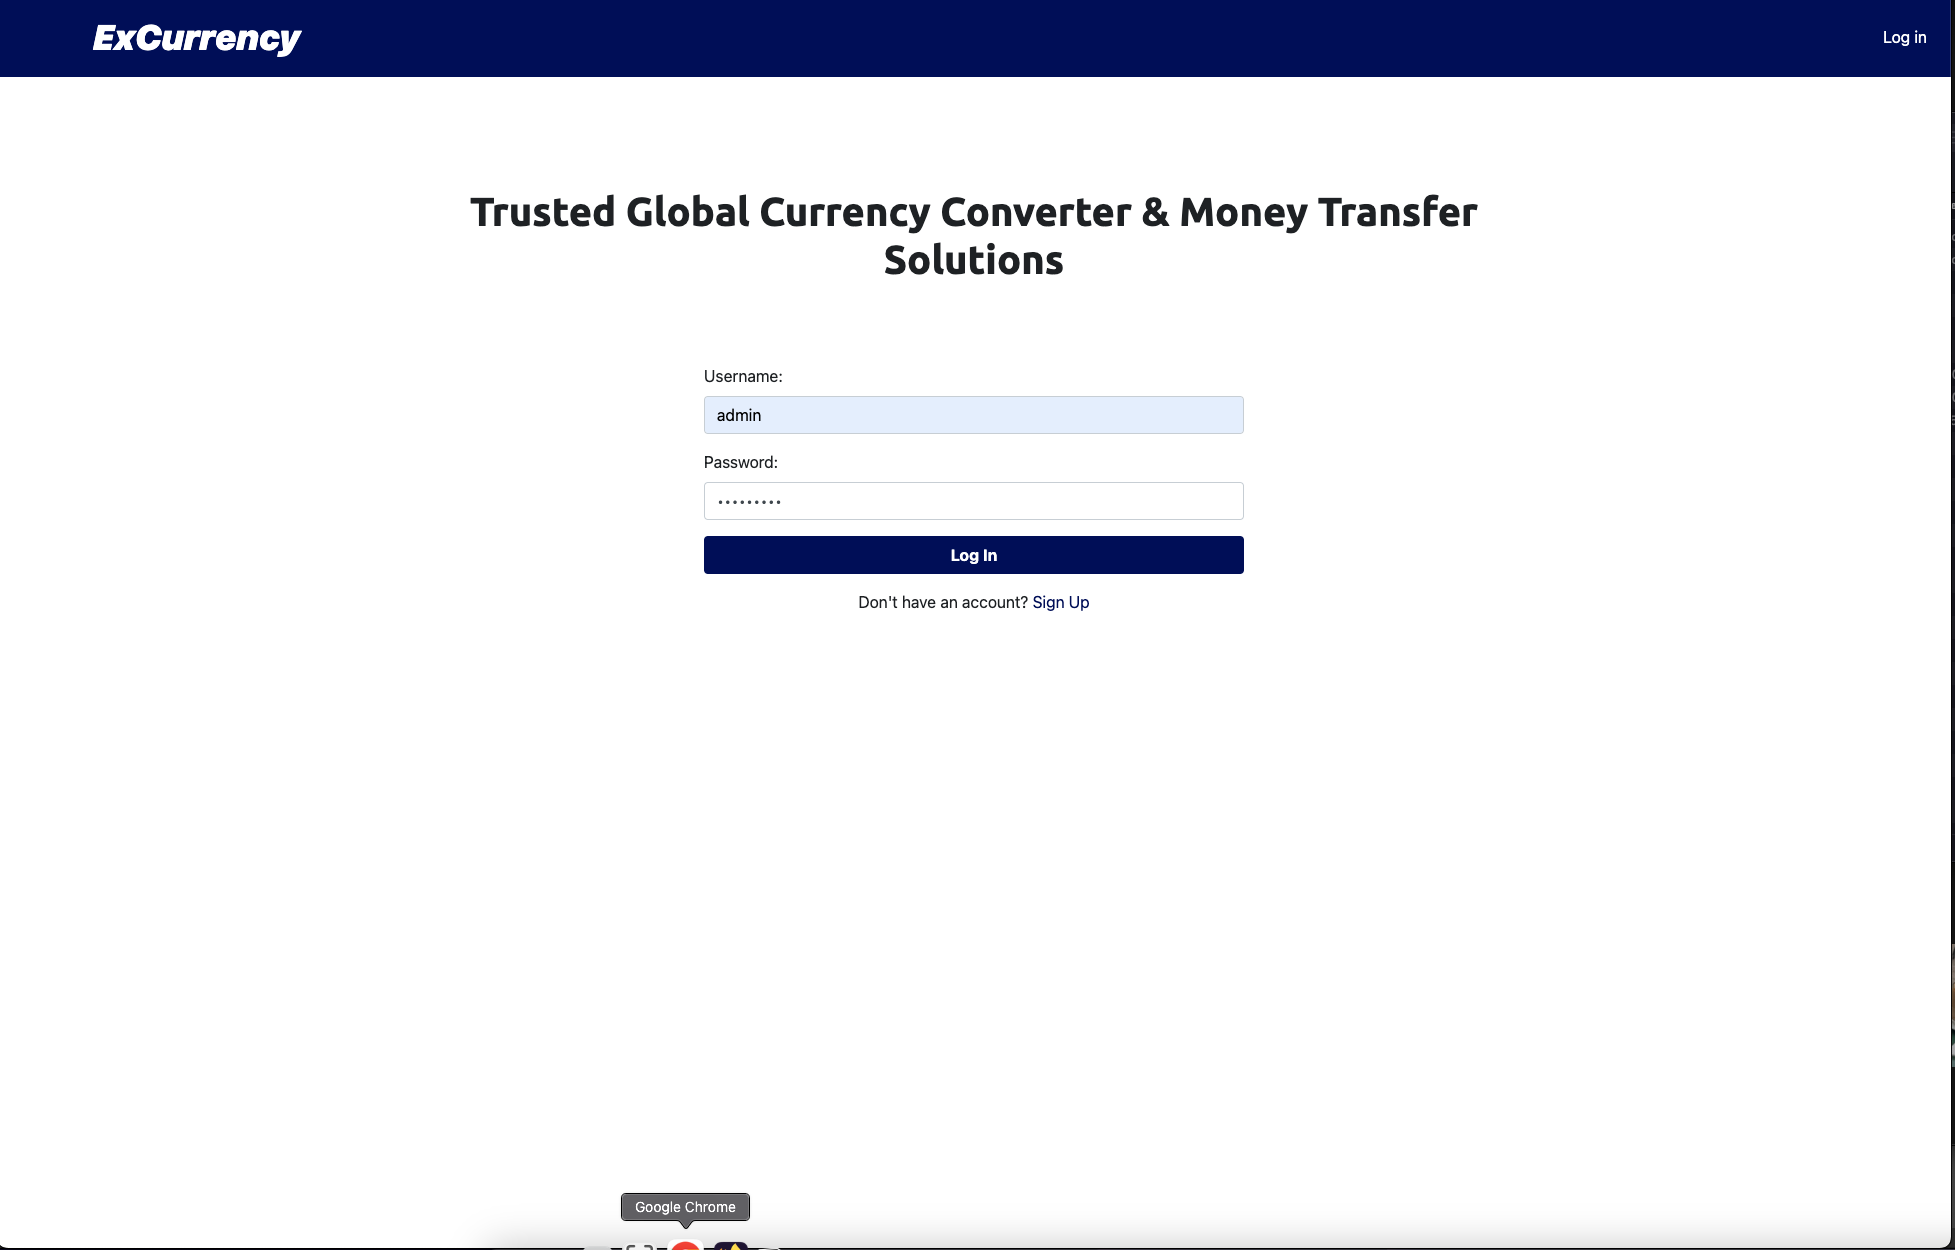 ExCurrency
Log in
Trusted Global Currency Converter & Money Transfer
Solutions
Username:
admin
Password:
•••••••••
Log In
Don't have an account? Sign Up
Google Chrome